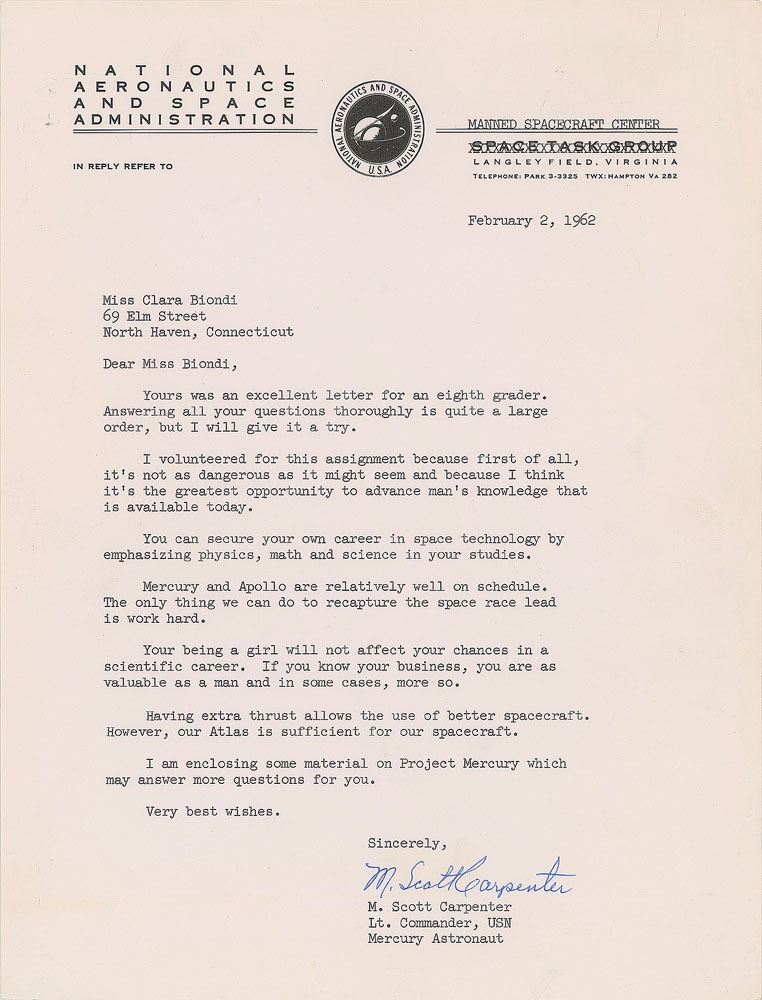 NATIONAL
AERONAUTICS
AND SPACE
ADMINISTRATION
IN REPLY REFER TO
NATIONAL AERONAUTICS AND SPACE ADMINISTRATION
U.S.A.
MANNED SPACECRAFT CENTER
SPACE TASK GROUP
LANGLEY FIELD, VIRGINIA
TELEPHONE: PARK 3-3325 TWX: HAMPTON VA 282
February 2, 1962
Miss Clara Biondi
69 Elm Street
North Haven, Connecticut
Dear Miss Biondi,
Yours was an excellent letter for an eighth grader.
Answering all your questions thoroughly is quite a large
order, but I will give it a try.
I volunteered for this assignment because first of all,
it's not as dangerous as it might seem and because I think
it's the greatest opportunity to advance man's knowledge that
is available today.
You can secure your own career in space technology by
emphasizing physics, math and science in your studies.
Mercury and Apollo are relatively well on schedule.
The only thing we can do to recapture the space race lead
is work hard.
Your being a girl will not affect your chances in a
scientific career. If you know your business, you are as
valuable as a man and in some cases, more so.
Having extra thrust allows the use of better spacecraft.
However, our Atlas is sufficient for our spacecraft.
I am enclosing some material on Project Mercury which
may answer more questions for you.
Very best wishes.
Sincerely,
M. Scott Carpenter
M. Scott Carpenter
Lt. Commander, USN
Mercury Astronaut